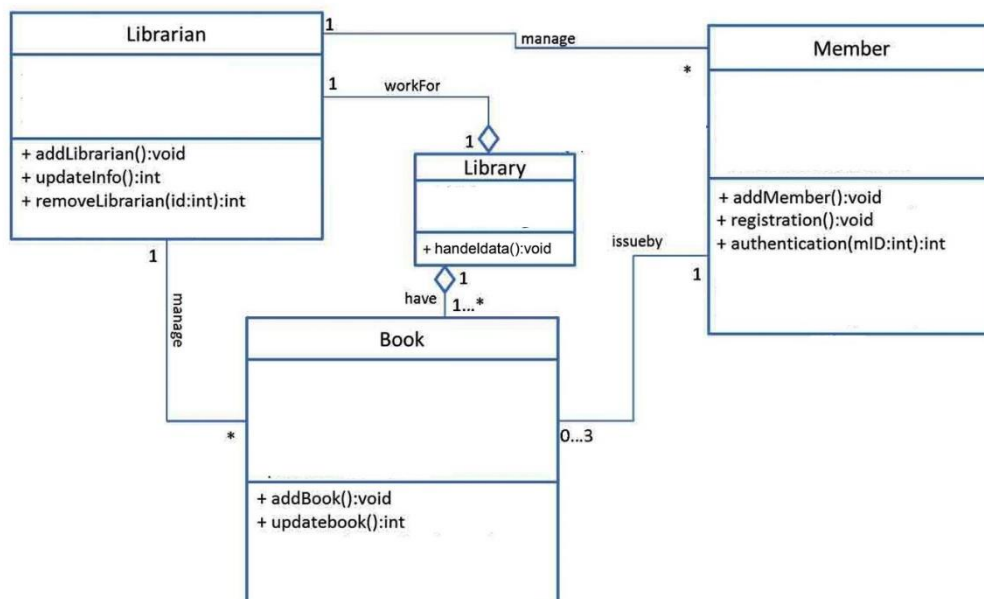 Librarian
+ addLibrarian():void
+ updateInfo():int
+ removeLibrarian(id:int):int
1
manage
*
Member
+ addMember():void
+ registration():void
+ authentication(mID:int):int
1
workFor
1
Library
+ handeldata():void
1
have
1...*
issueby
1
0...3
1
manage
*
Book
+ addBook():void
+ updatebook():int